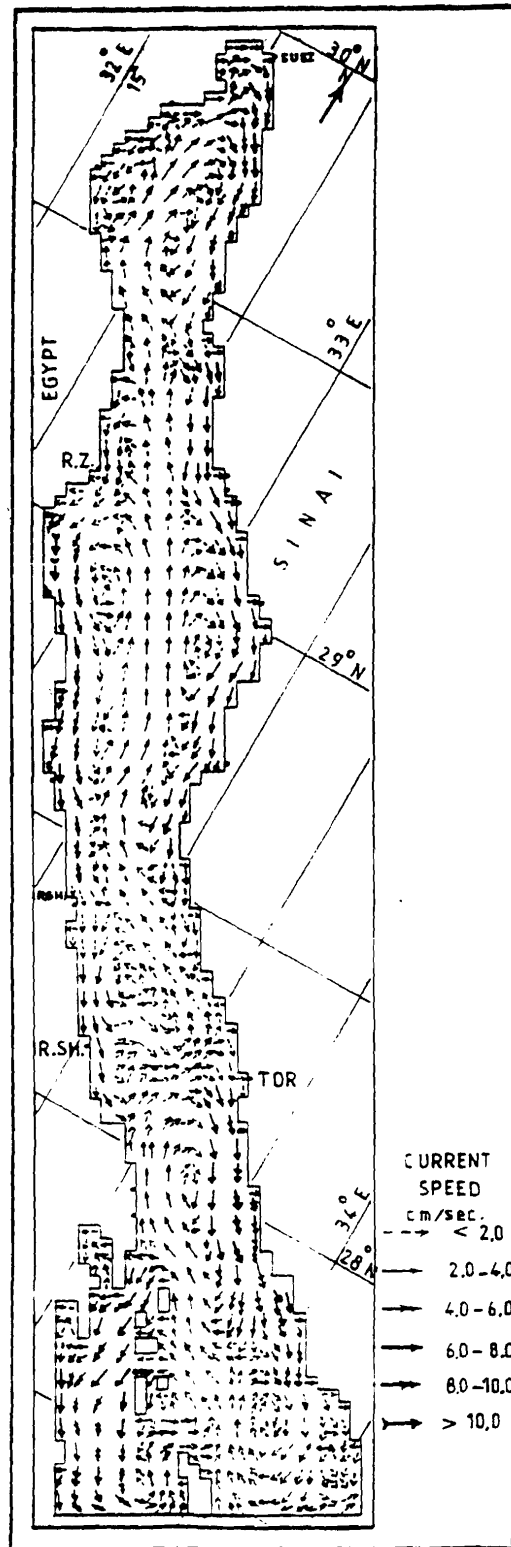 30°N
SUEZ
32°E
15'
N
33°E
EGYPT
R.Z.
SINAI
29°N
R.SH.
TOR
34°E
28°N
CURRENT
SPEED
cm/sec.
< 2,0
2.0-4,0
4.0-6,0
6.0-8.0
8.0-10.0
> 10,0